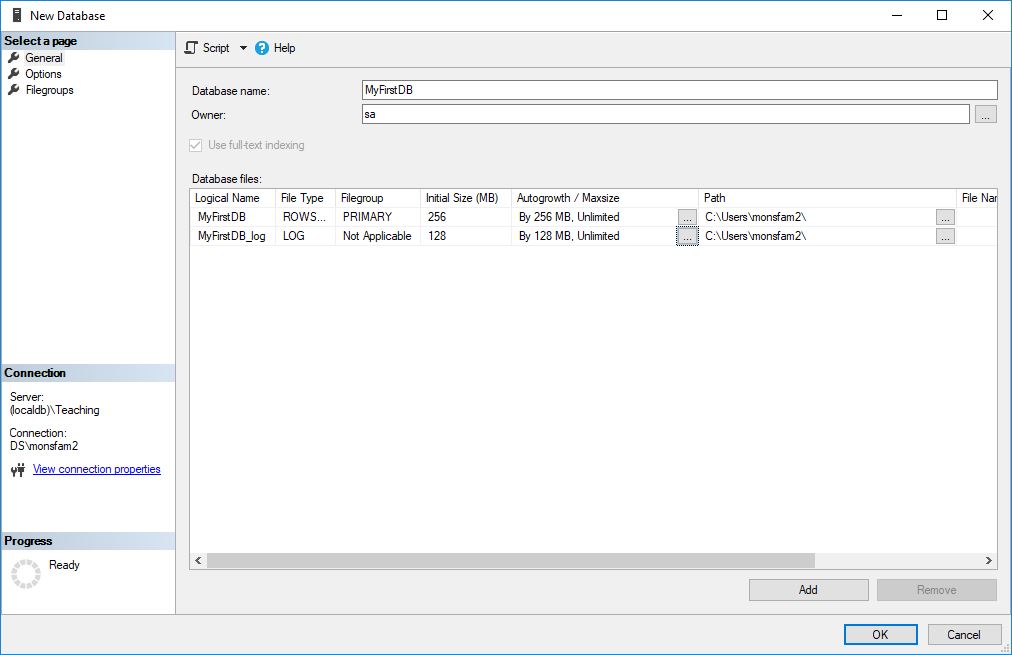 New Database
Select a page
General
Options
Filegroups
Script Help
Database name: MyFirstDB
Owner: sa ...
Use full-text indexing
Database files:
Logical Name File Type Filegroup Initial Size (MB) Autogrowth / Maxsize Path File Nar
MyFirstDB ROWS... PRIMARY 256 By 256 MB, Unlimited ... C:\Users\monsfam2\ ...
MyFirstDB_log LOG Not Applicable 128 By 128 MB, Unlimited ... C:\Users\monsfam2\ ...
Connection
Server:
(localdb)\Teaching
Connection:
DS\monsfam2
View connection properties
Progress
Ready
Add Remove
OK Cancel